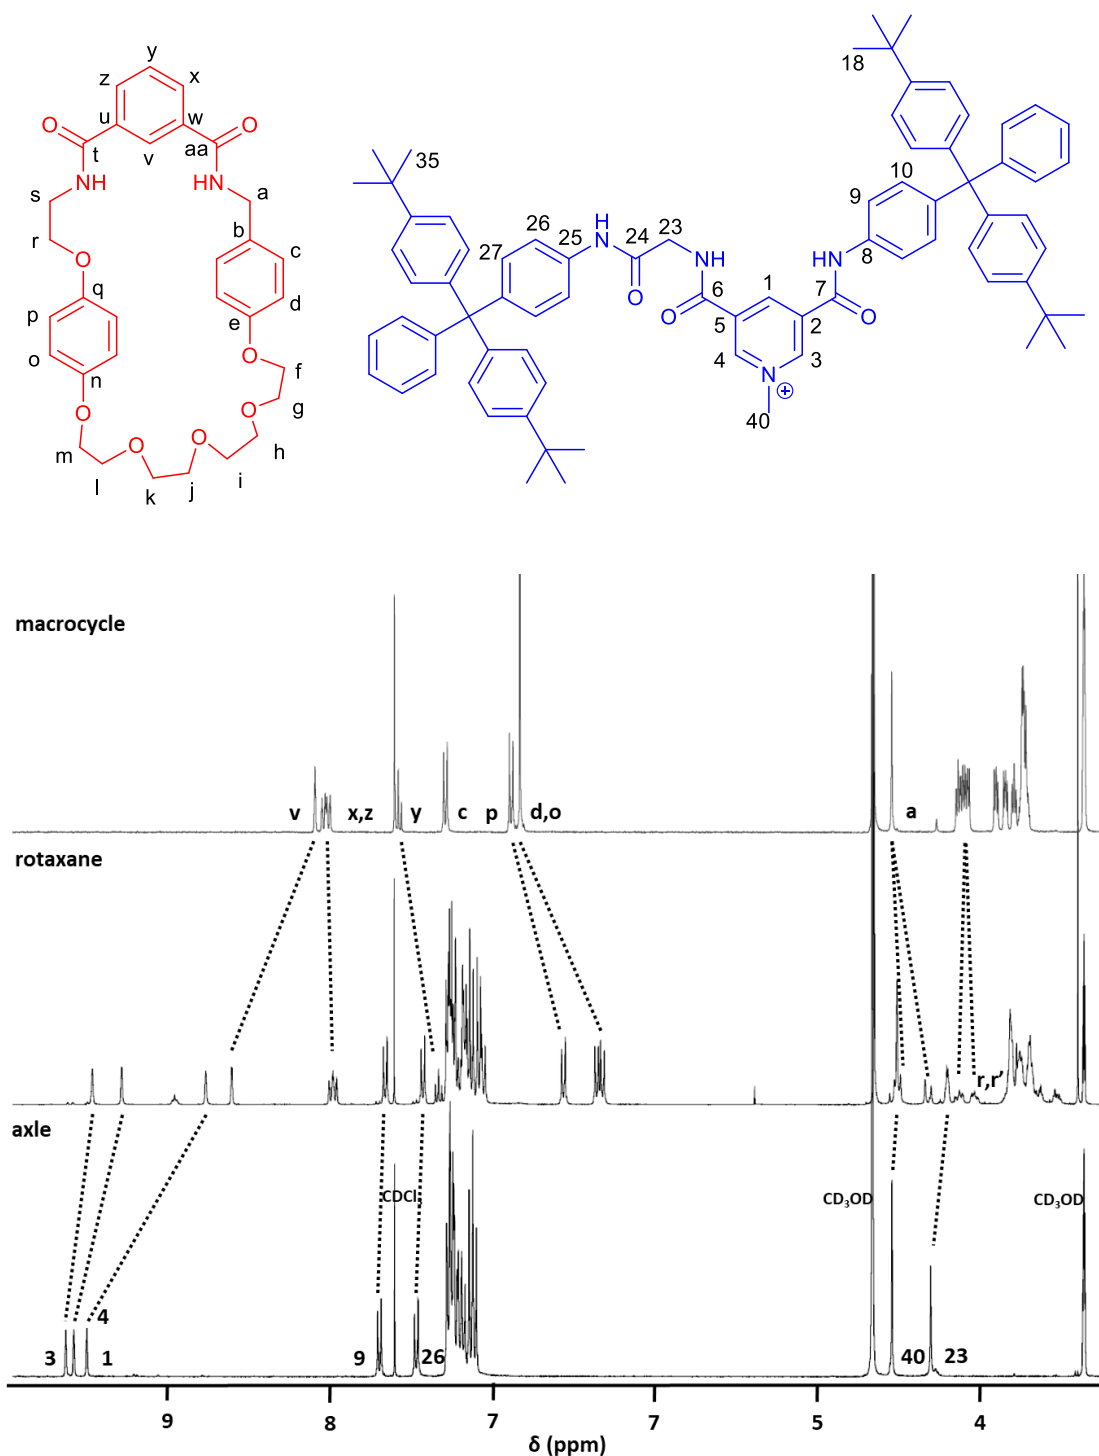 y
z
x
u
w
O
O
t
v
aa
s
NH
HN
a
r
b
c
O
q
p
d
e
o
O
f
n
g
O
O
O
O
m
h
l
k
j
i
18
35
10
9
26
H
N
24
23
25
8
27
NH
1
HN
O
6
7
O
5
2
O
4
3
N
⊕
40
macrocycle
v
x,z
y
c
p
d,o
a
rotaxane
r,r'
axle
CDCl3
CD3OD
CD3OD
4
3
1
9
26
40
23
9
8
7
7
5
4
δ (ppm)